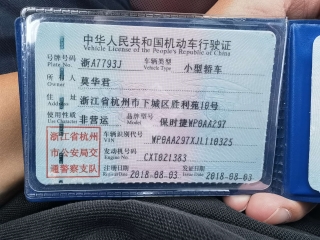 中华人民共和国机动车行驶证
Vehicle License of the People's Republic of China
号牌号码 浙A7793J 车辆类型 小型轿车
Plate No. Vehicle Type
所有人 莫华君
Owner
住址 浙江省杭州市下城区胜利苑18号
Address
使用性质 非营运 品牌型号 保时捷WP0AA297
Use Character Model
浙江省杭州
市公安局交
通警察支队
车辆识别代号 WP0AA297XJL110325
VIN
发动机号码 CXT021383
Engine No.
注册日期 2018-08-03 发证日期 2018-08-03
Register Date Issue Date